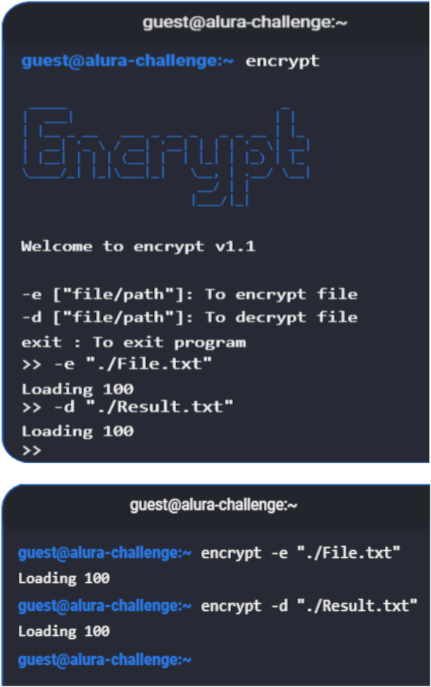 guest@alura-challenge:~
guest@alura-challenge:~ encrypt
Encrypt
Welcome to encrypt v1.1
-e ["file/path"]: To encrypt file
-d ["file/path"]: To decrypt file
exit : To exit program
>> -e "./File.txt"
Loading 100
>> -d "./Result.txt"
Loading 100
>>
guest@alura-challenge:~
guest@alura-challenge:~ encrypt -e "./File.txt"
Loading 100
guest@alura-challenge:~ encrypt -d "./Result.txt"
Loading 100
guest@alura-challenge:~